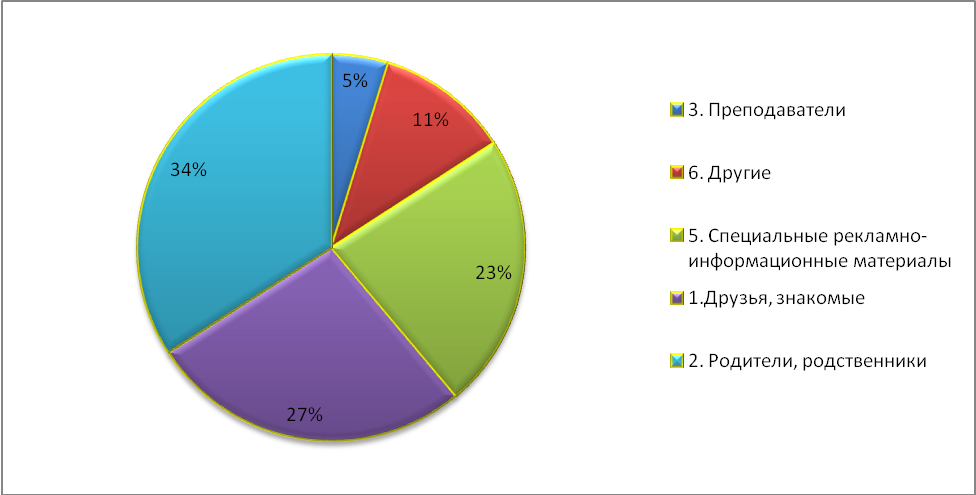 5%
11%
23%
27%
34%
3. Преподаватели
6. Другие
5. Специальные рекламно-
информационные материалы
1.Друзья, знакомые
2. Родители, родственники